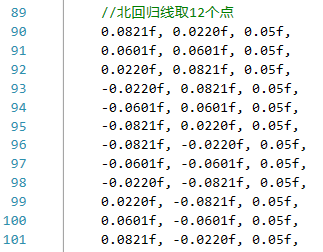 89 //北回归线取12个点
90 0.0821f, 0.0220f, 0.05f,
91 0.0601f, 0.0601f, 0.05f,
92 0.0220f, 0.0821f, 0.05f,
93 -0.0220f, 0.0821f, 0.05f,
94 -0.0601f, 0.0601f, 0.05f,
95 -0.0821f, 0.0220f, 0.05f,
96 -0.0821f, -0.0220f, 0.05f,
97 -0.0601f, -0.0601f, 0.05f,
98 -0.0220f, -0.0821f, 0.05f,
99 0.0220f, -0.0821f, 0.05f,
100 0.0601f, -0.0601f, 0.05f,
101 0.0821f, -0.0220f, 0.05f,